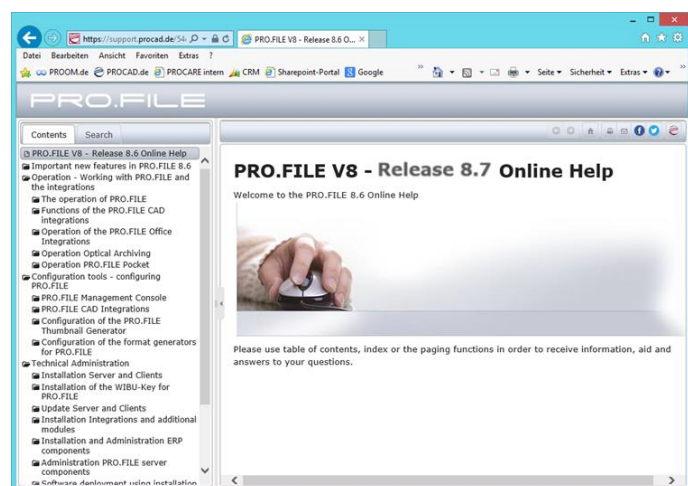 https://support.procad.de/54-
PRO.FILE V8 - Release 8.6 O...
Datei Bearbeiten Ansicht Favoriten Extras ?
PROOM.de PROCAD.de PROCARE intern CRM Sharepoint-Portal Google Seite Sicherheit Extras
PRO.FILE
Contents Search
PRO.FILE V8 - Release 8.6 Online Help
Important new features in PRO.FILE 8.6
Operation - Working with PRO.FILE and
the integrations
The operation of PRO.FILE
Functions of the PRO.FILE CAD
integrations
Operation of the PRO.FILE Office
Integrations
Operation Optical Archiving
Operation PRO.FILE Pocket
Configuration tools - configuring
PRO.FILE
PRO.FILE Management Console
PRO.FILE CAD Integrations
Configuration of the PRO.FILE
Thumbnail Generator
Configuration of the format generators
for PRO.FILE
Technical Administration
Installation Server and Clients
Installation of the WIBU-Key for
PRO.FILE
Update Server and Clients
Installation Integrations and additional
modules
Installation and Administration ERP
components
Administration PRO.FILE server
components
Software deployment using installation
PRO.FILE V8 - Release 8.7 Online Help
Welcome to the PRO.FILE 8.6 Online Help
Please use table of contents, index or the paging functions in order to receive information, aid and
answers to your questions.